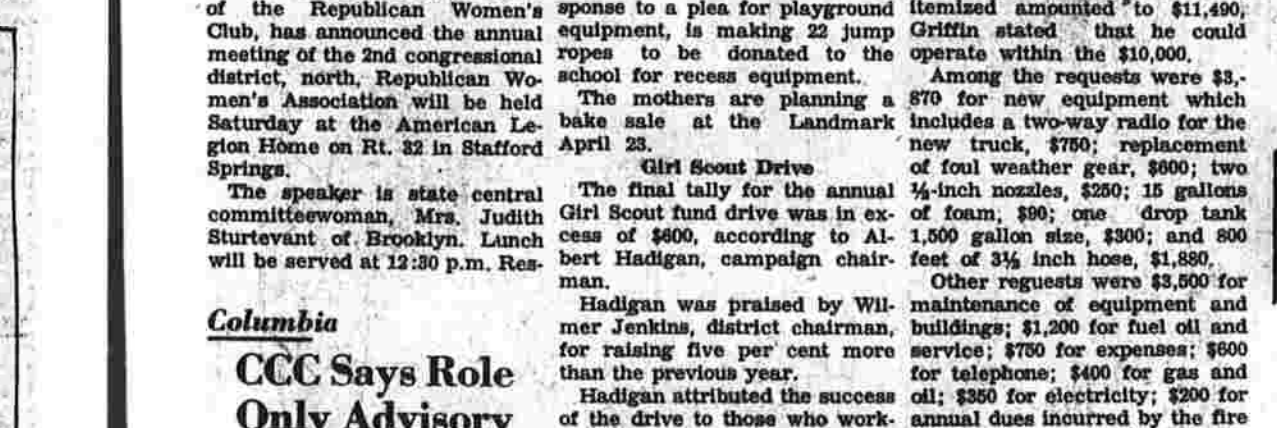 of the Republican Women's
Club, has announced the annual
meeting of the 2nd congressional
district, north, Republican Wo-
men's Association will be held
Saturday at the American Le-
gion Home on Rt. 32 in Stafford
Springs.
The speaker is state central
committeewoman, Mrs. Judith
Sturtevant of Brooklyn. Lunch
will be served at 12:30 p.m. Res-
Columbia
CCC Says Role
Only Advisory
sponse to a plea for playground
equipment, is making 22 jump
ropes to be donated to the
school for recess equipment.
The mothers are planning a
bake sale at the Landmark
April 23.
Girl Scout Drive
The final tally for the annual
Girl Scout fund drive was in ex-
cess of $600, according to Al-
bert Hadigan, campaign chair-
man.
Hadigan was praised by Wil-
mer Jenkins, district chairman,
for raising five per cent more
than the previous year.
Hadigan attributed the success
of the drive to those who work-
itemized amounted to $11,490,
Griffin stated that he could
operate within the $10,000.
Among the requests were $3,-
870 for new equipment which
includes a two-way radio for the
new truck, $750; replacement
of foul weather gear, $600; two
-inch nozzles, $250; 15 gallons
of foam, $90; one drop tank
1,500 gallon size, $300; and 800
feet of 3½ inch hose, $1,880.
Other reguests were $3,500 for
maintenance of equipment and
buildings; $1,200 for fuel oil and
service; $750 for expenses; $600
for telephone; $400 for gas and
oil; $350 for electricity; $200 for
annual dues incurred by the fire